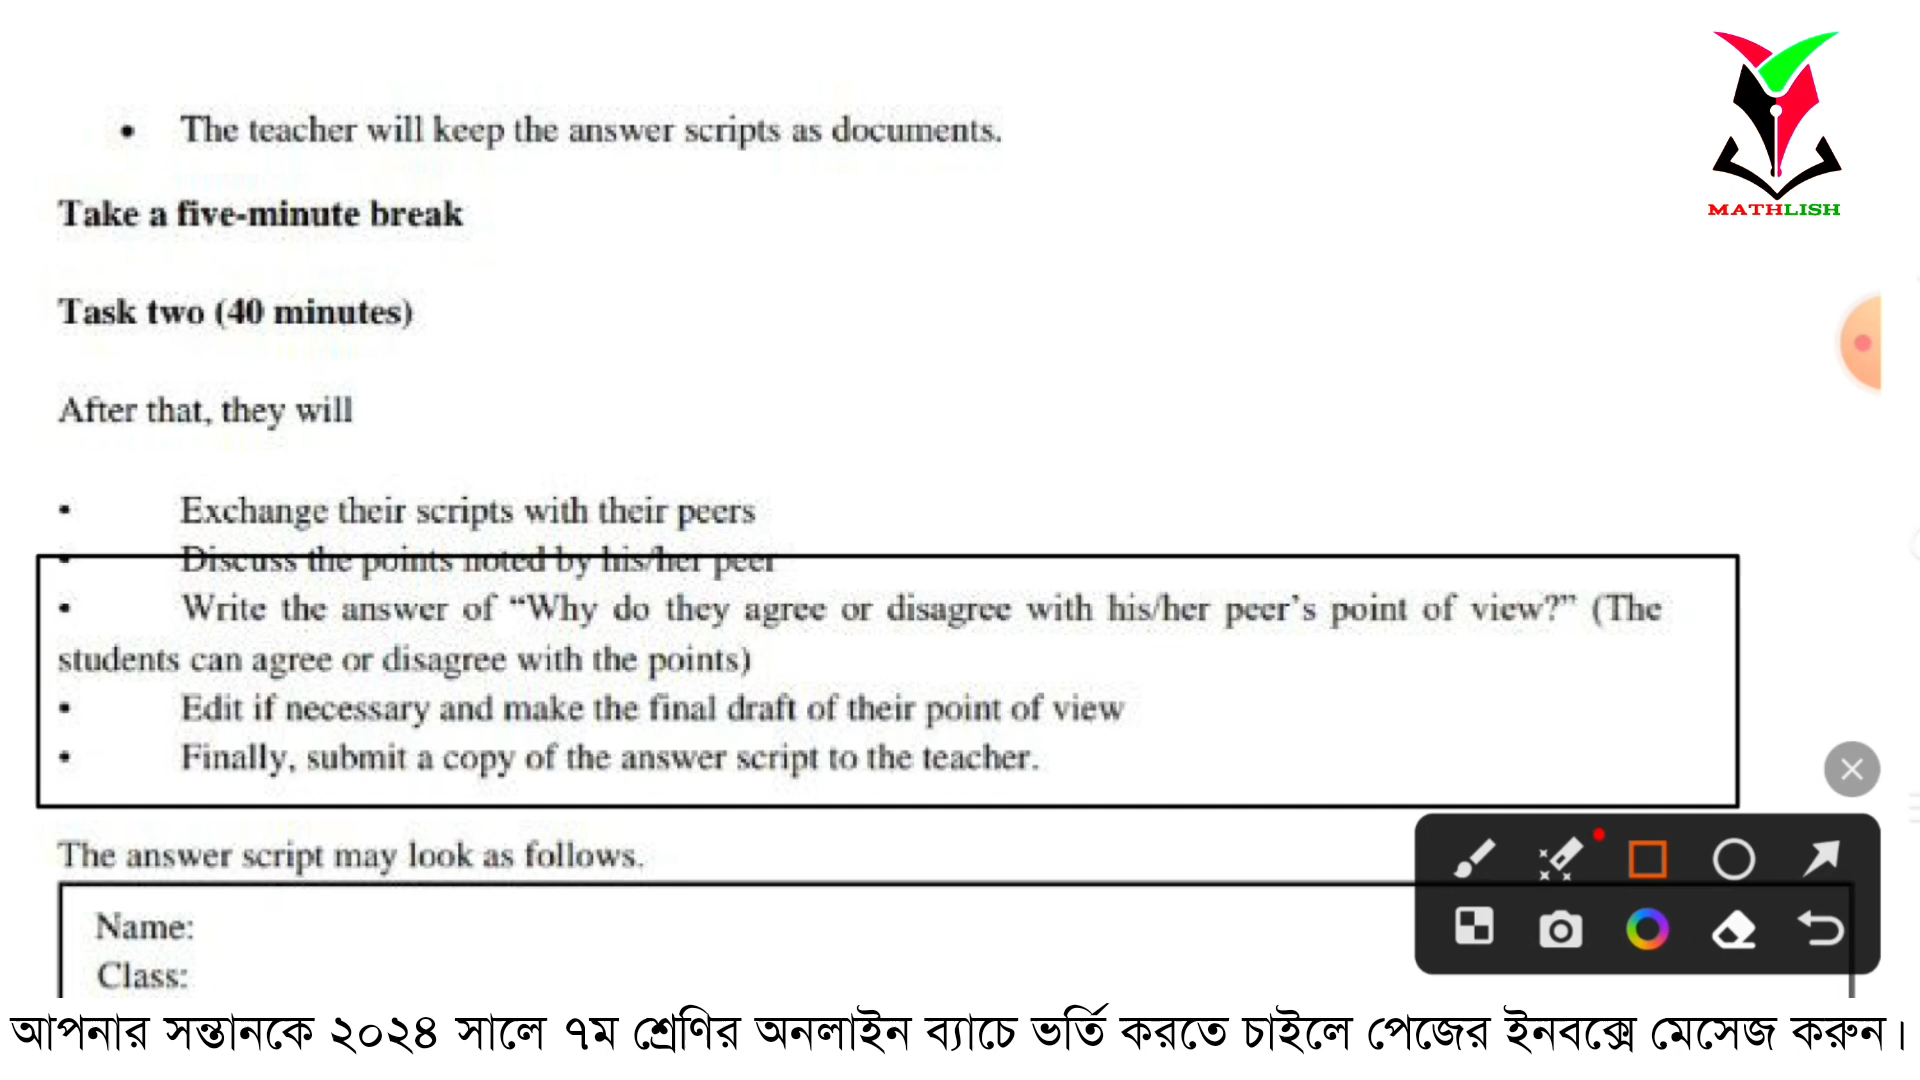 • The teacher will keep the answer scripts as documents.
MATHLISH
Take a five-minute break
Task two (40 minutes)
After that, they will
• Exchange their scripts with their peers
• Discuss the points noted by his/her peer
• Write the answer of “Why do they agree or disagree with his/her peer’s point of view?” (The
students can agree or disagree with the points)
• Edit if necessary and make the final draft of their point of view
• Finally, submit a copy of the answer script to the teacher.
The answer script may look as follows.
Name:
Class:
আপনার সন্তানকে ২০২৪ সালে ৭ম শ্রেণির অনলাইন ব্যাচে ভর্তি করতে চাইলে পেজের ইনবক্সে মেসেজ করুন।